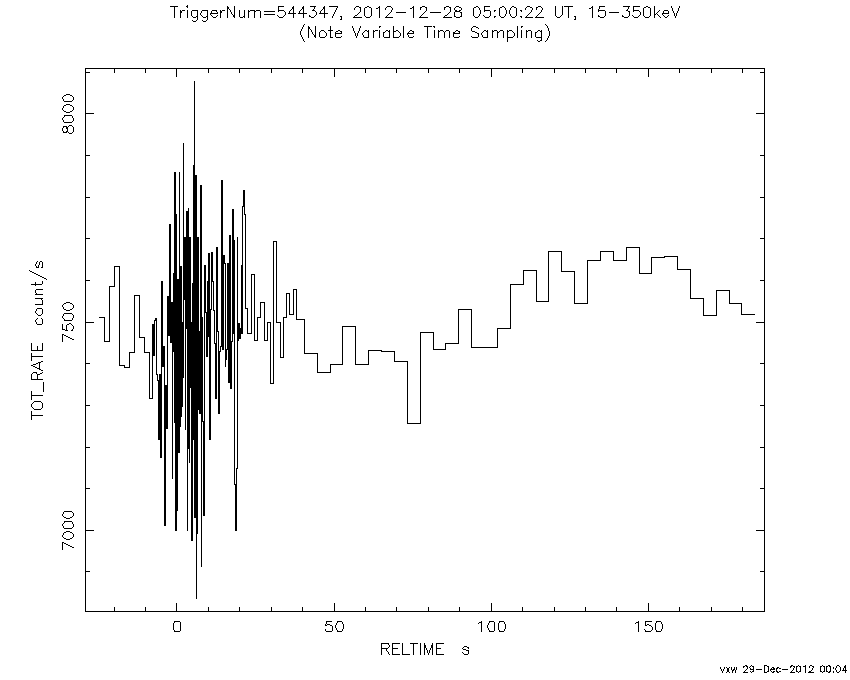 TriggerNum=544347, 2012-12-28 05:00:22 UT, 15-350keV
(Note Variable Time Sampling)
TOT_RATE count/s
8000
7500
7000
0 50 100 150
RELTIME s
vxw 29-Dec-2012 00:04